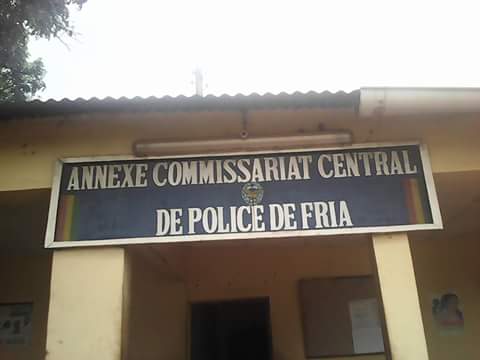 ANNEXE COMMISSARIAT CENTRAL
DE POLICE DE FRIA